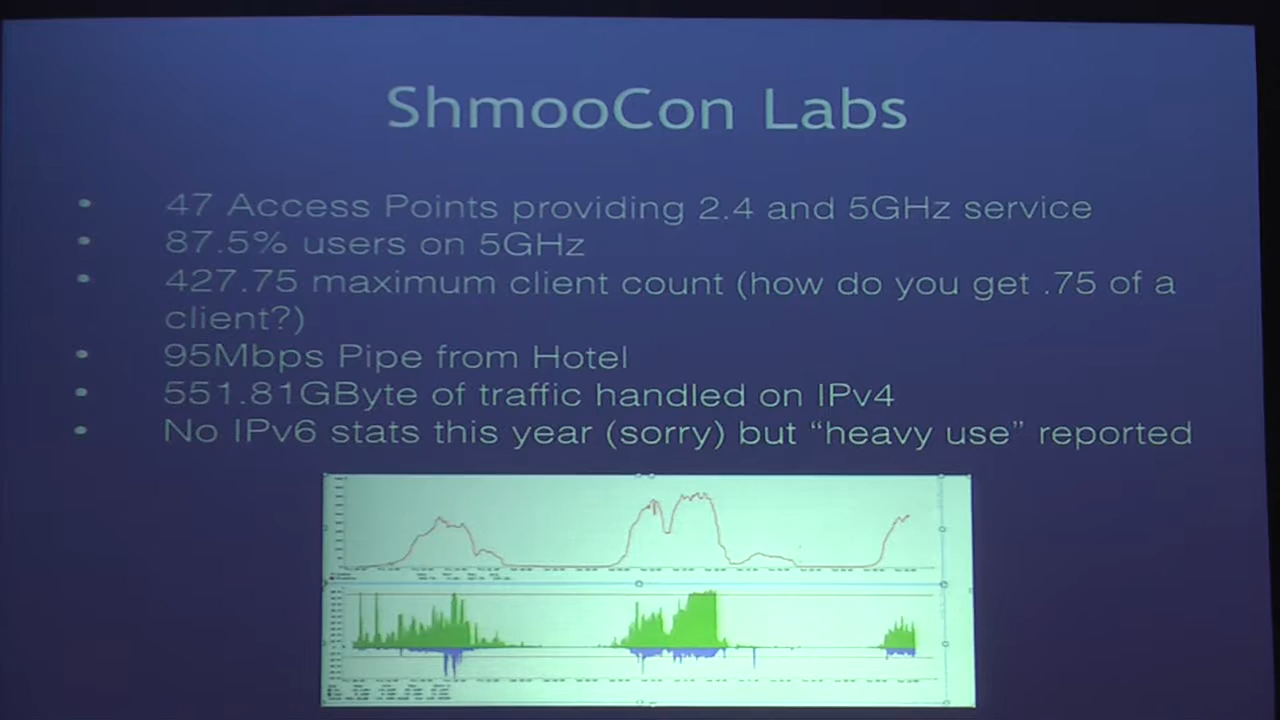 ShmooCon Labs
• 47 Access Points providing 2.4 and 5GHz service
• 87.5% users on 5GHz
• 427.75 maximum client count (how do you get .75 of a
client?)
• 95Mbps Pipe from Hotel
• 551.81GByte of traffic handled on IPv4
• No IPv6 stats this year (sorry) but “heavy use” reported